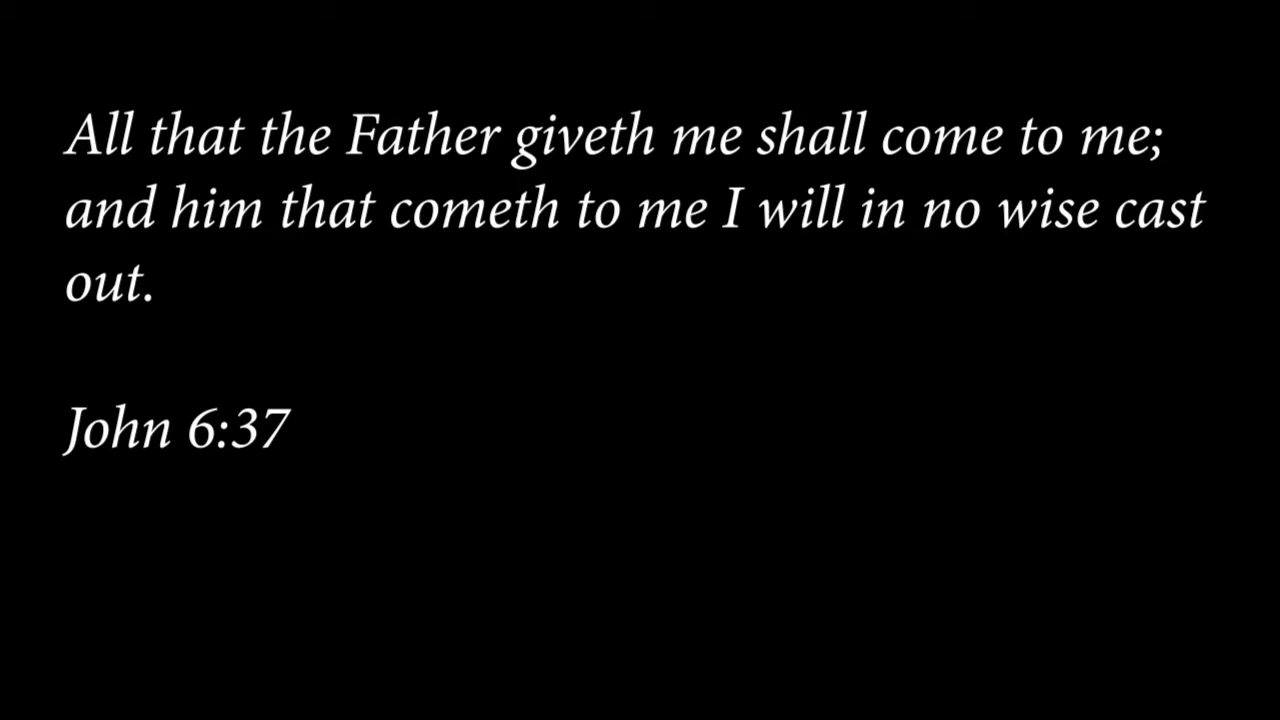 All that the Father giveth me shall come to me;
and him that cometh to me I will in no wise cast
out.
John 6:37